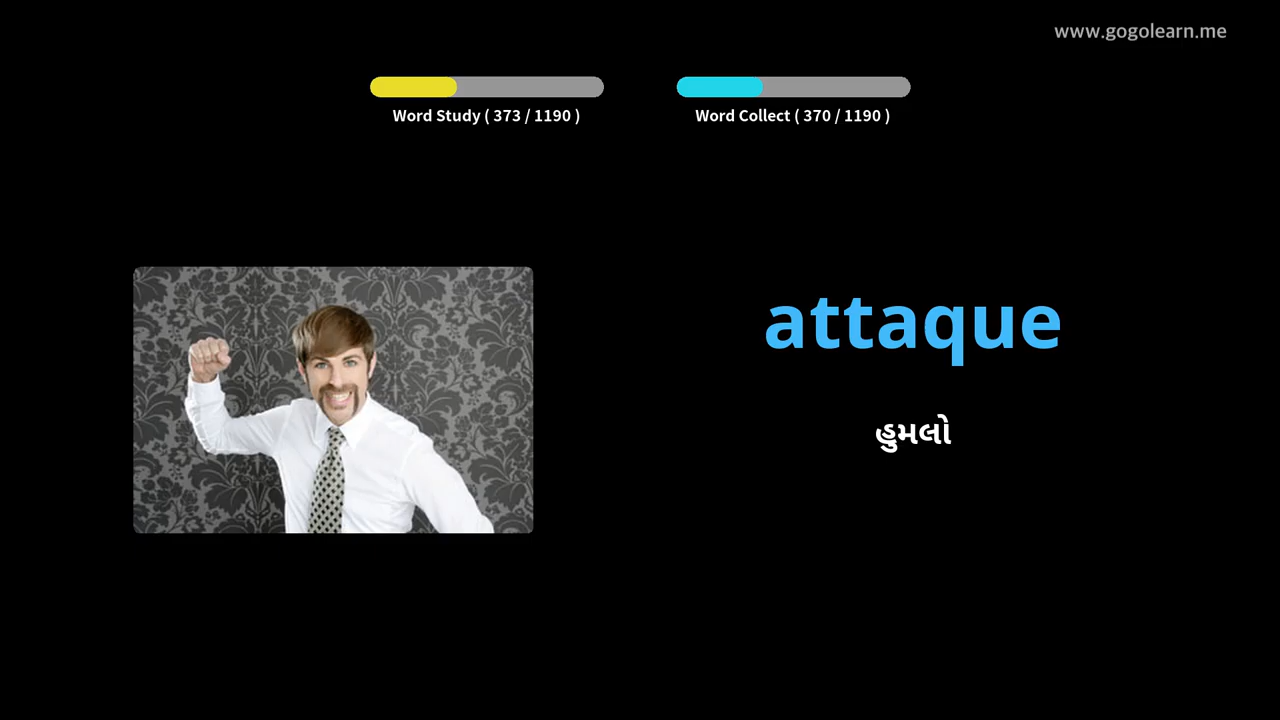 www.gogolearn.me
Word Study ( 373 / 1190 )
Word Collect ( 370 / 1190 )
attaque
હુમલો